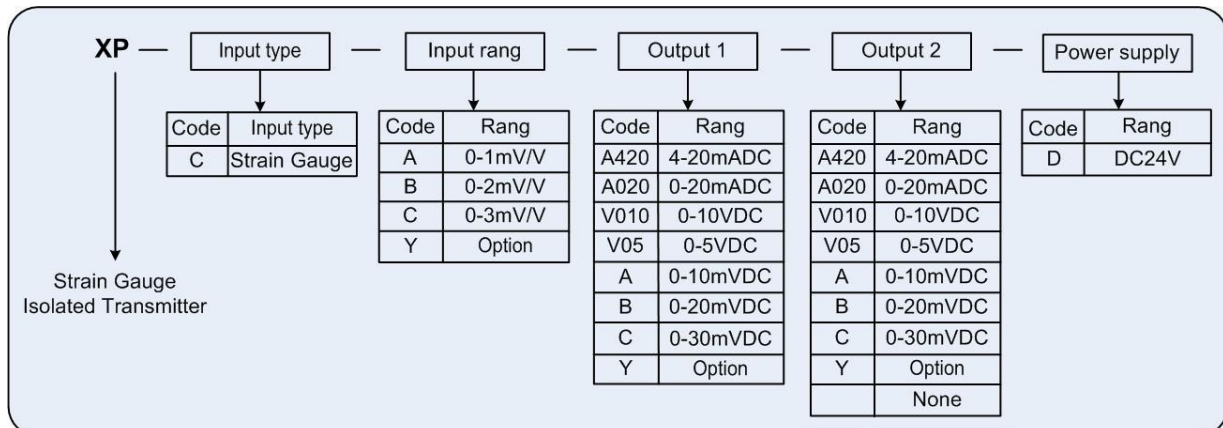 XP — Input type — Input rang — Output 1 — Output 2 — Power supply
Code Input type
C Strain Gauge
Code Rang
A 0-1mV/V
B 0-2mV/V
C 0-3mV/V
Y Option
Code Rang
A420 4-20mADC
A020 0-20mADC
V010 0-10VDC
V05 0-5VDC
A 0-10mVDC
B 0-20mVDC
C 0-30mVDC
Y Option
Code Rang
A420 4-20mADC
A020 0-20mADC
V010 0-10VDC
V05 0-5VDC
A 0-10mVDC
B 0-20mVDC
C 0-30mVDC
Y Option
None
Code Rang
D DC24V
Strain Gauge
Isolated Transmitter